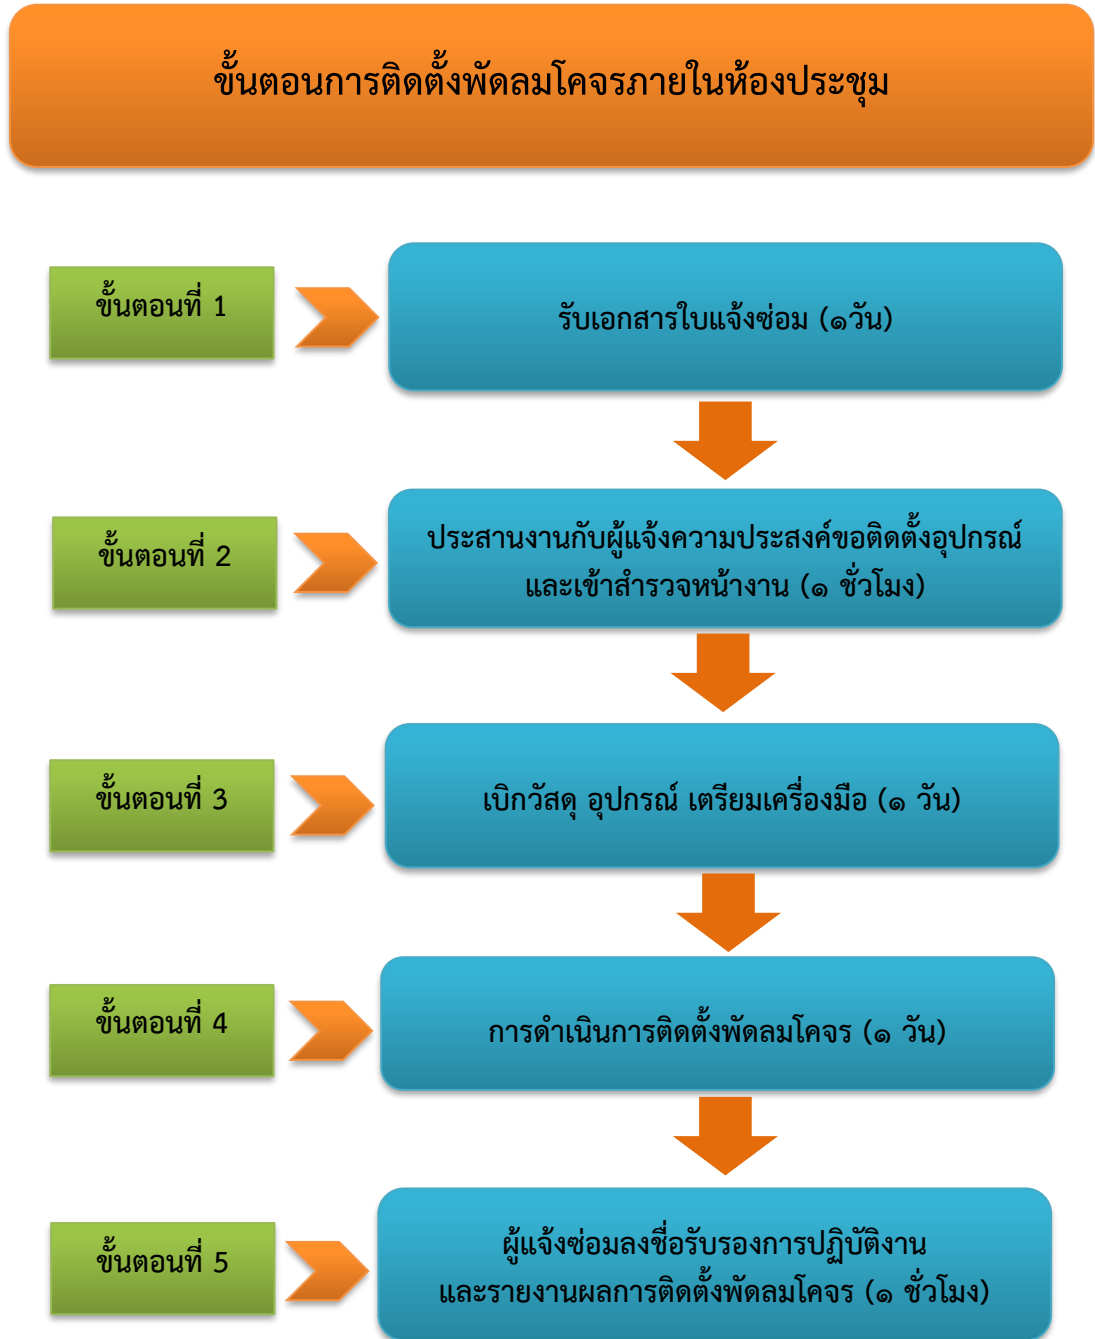 ขั้นตอนการติดตั้งพัดลมโคจรภายในห้องประชุม
ขั้นตอนที่ 1
รับเอกสารใบแจ้งซ่อม (๑วัน)
ขั้นตอนที่ 2
ประสานงานกับผู้แจ้งความประสงค์ขอติดตั้งอุปกรณ์
และเข้าสำรวจหน้างาน (๑ ชั่วโมง)
ขั้นตอนที่ 3
เบิกวัสดุ อุปกรณ์ เตรียมเครื่องมือ (๑ วัน)
ขั้นตอนที่ 4
การดำเนินการติดตั้งพัดลมโคจร (๑ วัน)
ขั้นตอนที่ 5
ผู้แจ้งซ่อมลงชื่อรับรองการปฏิบัติงาน
และรายงานผลการติดตั้งพัดลมโคจร (๑ ชั่วโมง)